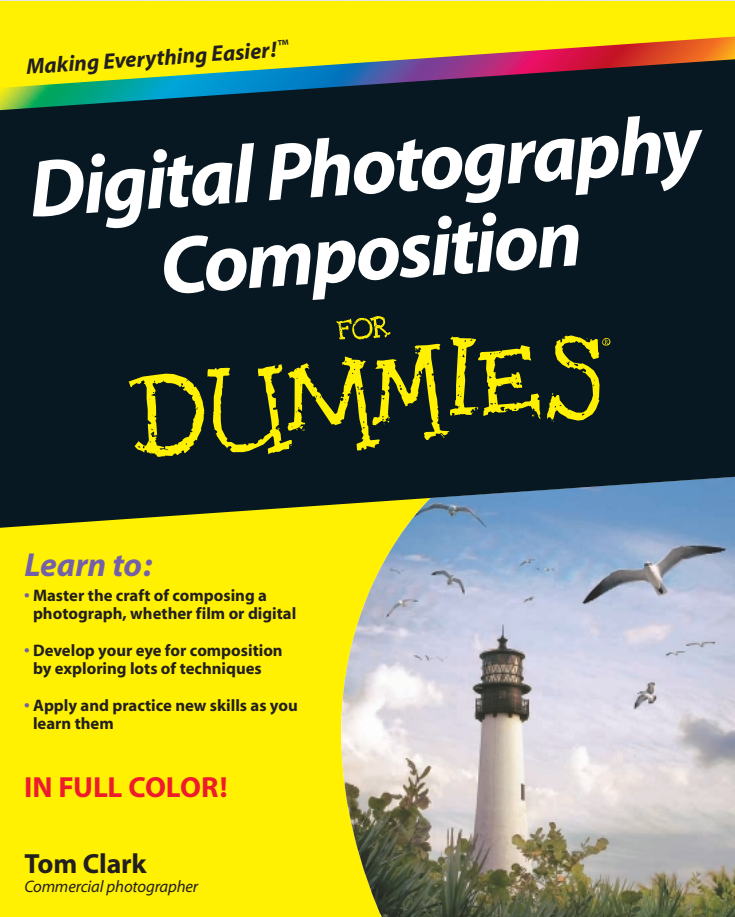 Making Everything Easier!™
Digital Photography
Composition
FOR
DUMMIES®
Learn to:
• Master the craft of composing a
photograph, whether film or digital
• Develop your eye for composition
by exploring lots of techniques
• Apply and practice new skills as you
learn them
IN FULL COLOR!
Tom Clark
Commercial photographer